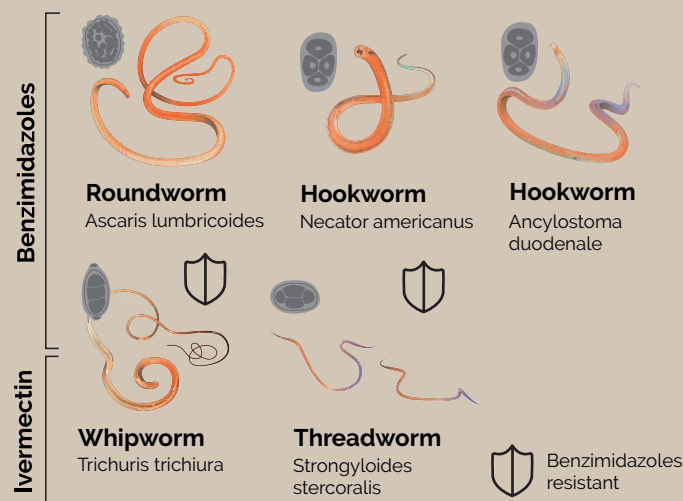 Benzimidazoles
Roundworm
Ascaris lumbricoides
Hookworm
Necator americanus
Hookworm
Ancylostoma
duodenale
Ivermectin
Whipworm
Trichuris trichiura
Threadworm
Strongyloides
stercoralis
Benzimidazoles
resistant